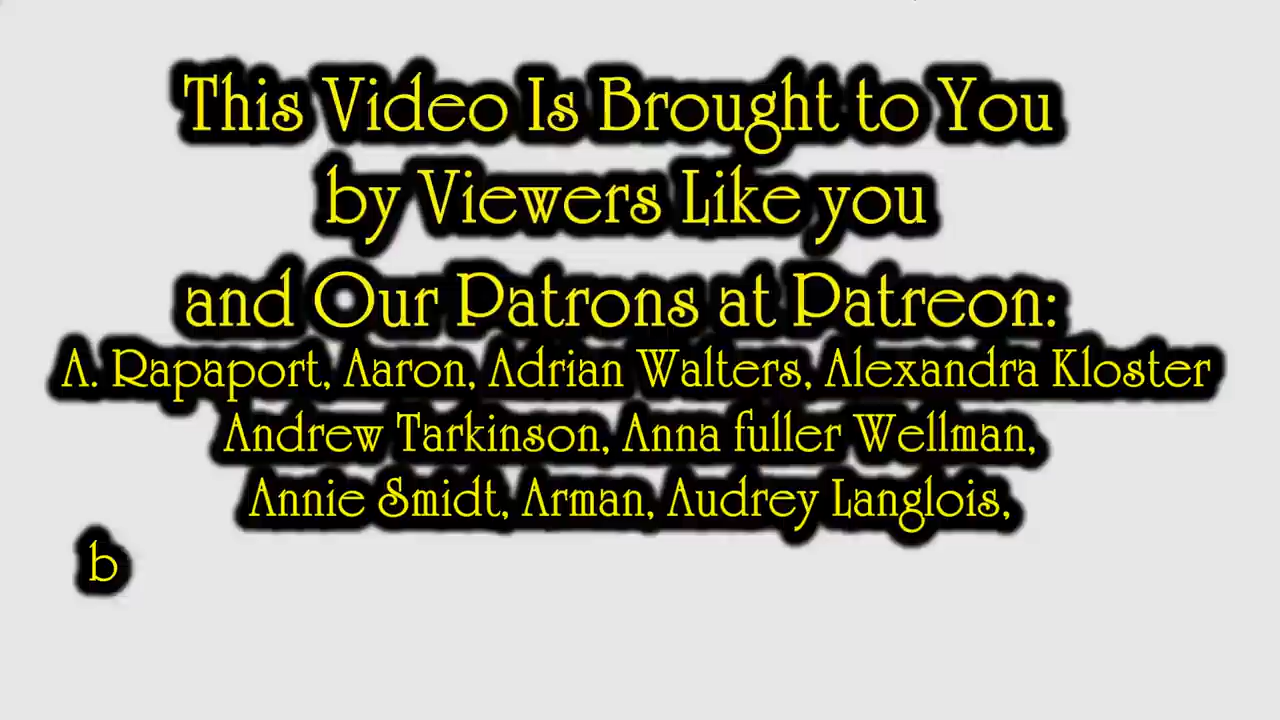 This Video Is Brought to You
by Viewers Like you
and Our Patrons at Patreon:
A. Rapaport, Aaron, Adrian Walters, Alexandra Kloster
Andrew Tarkinson, Anna fuller Wellman,
Annie Smidt, Arman, Audrey Langlois,
b